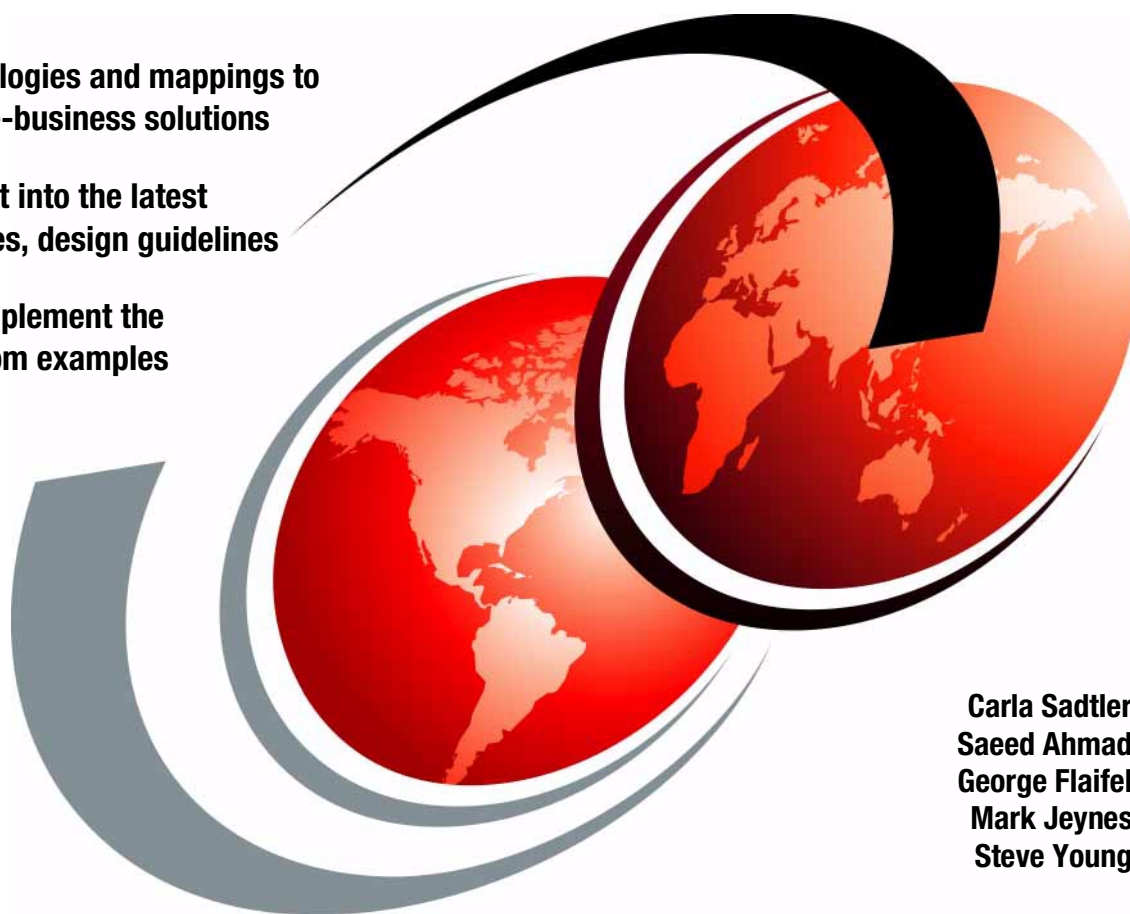 logies and mappings to
-business solutions
t into the latest
es, design guidelines
plement the
om examples
Carla Sadtler
Saeed Ahmad
George Flaifel
Mark Jeynes
Steve Young